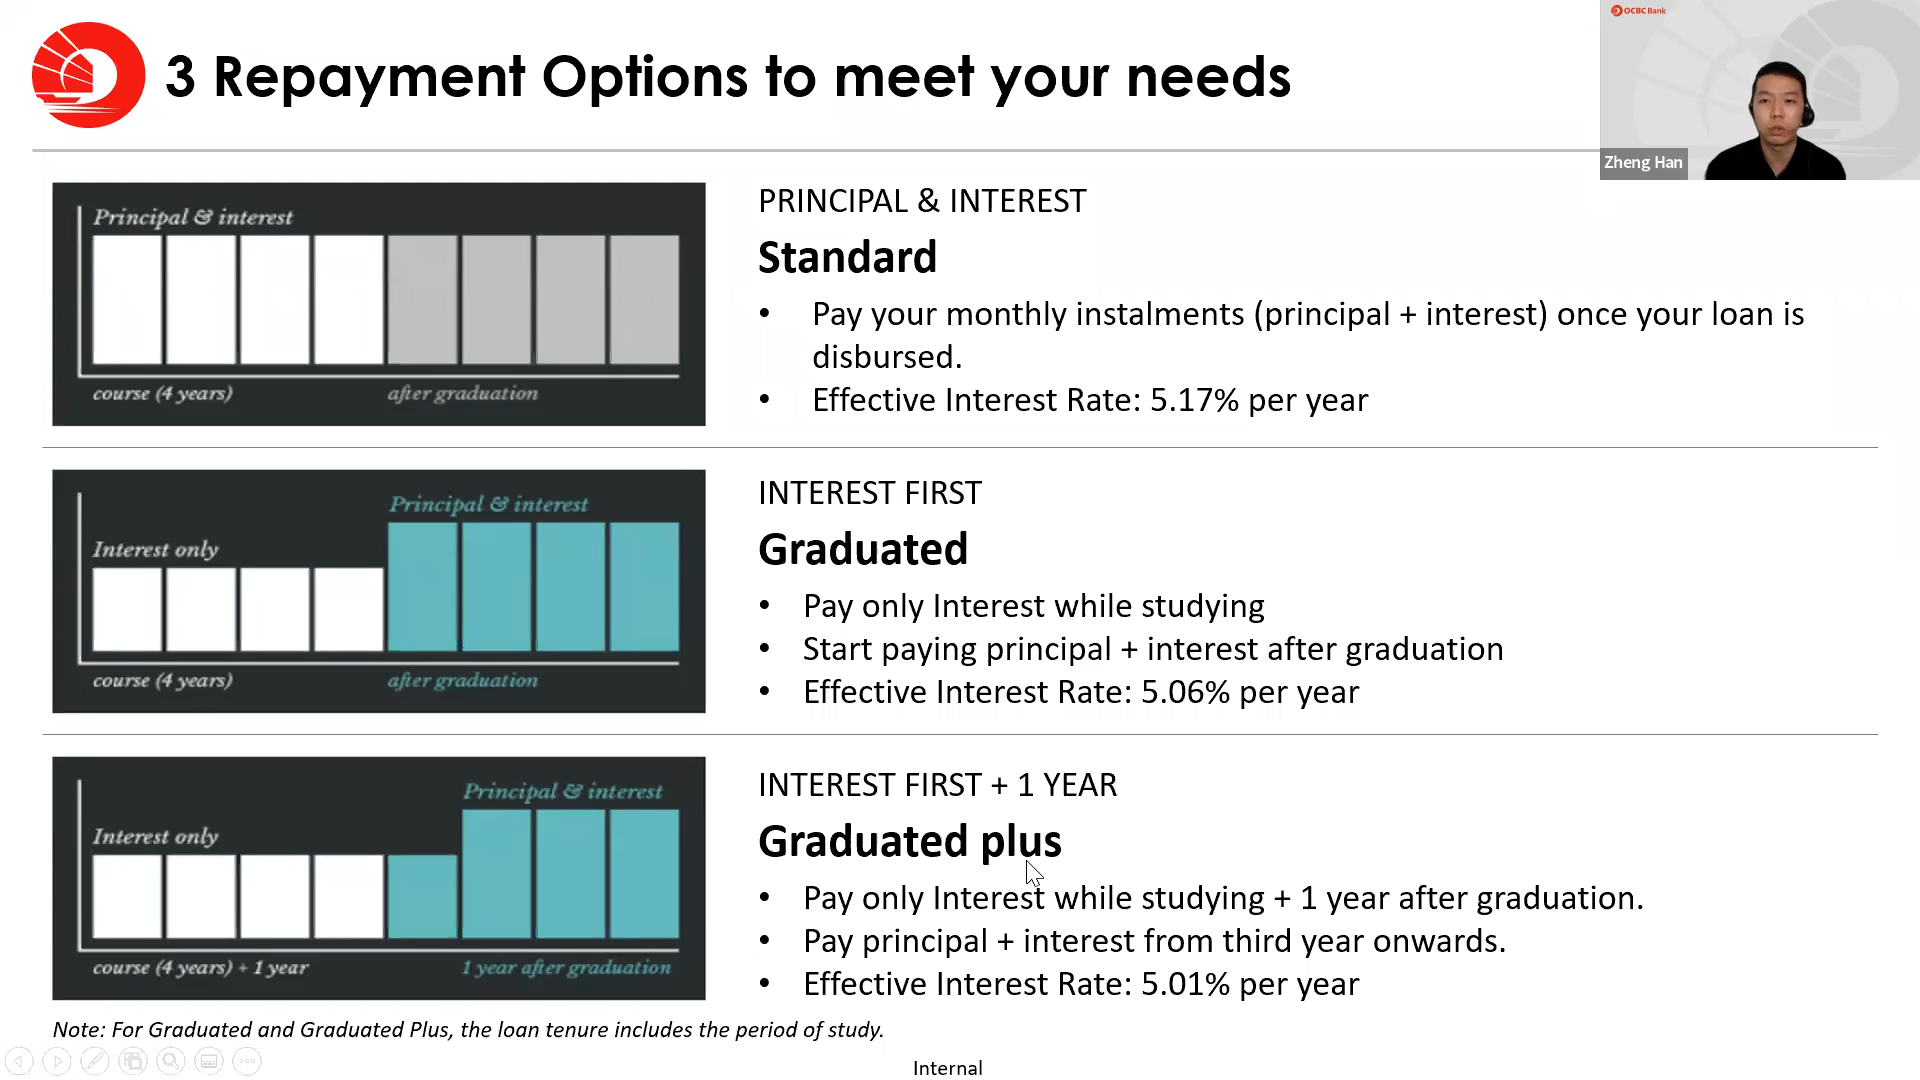 OCBC Bank
3 Repayment Options to meet your needs
Zheng Han
Principal & interest
course (4 years)
after graduation
PRINCIPAL & INTEREST
Standard
• Pay your monthly instalments (principal + interest) once your loan is
disbursed.
• Effective Interest Rate: 5.17% per year
Principal & interest
Interest only
course (4 years)
after graduation
INTEREST FIRST
Graduated
• Pay only Interest while studying
• Start paying principal + interest after graduation
• Effective Interest Rate: 5.06% per year
Principal & interest
Interest only
course (4 years) + 1 year
1 year after graduation
INTEREST FIRST + 1 YEAR
Graduated plus
• Pay only Interest while studying + 1 year after graduation.
• Pay principal + interest from third year onwards.
• Effective Interest Rate: 5.01% per year
Note: For Graduated and Graduated Plus, the loan tenure includes the period of study.
Internal